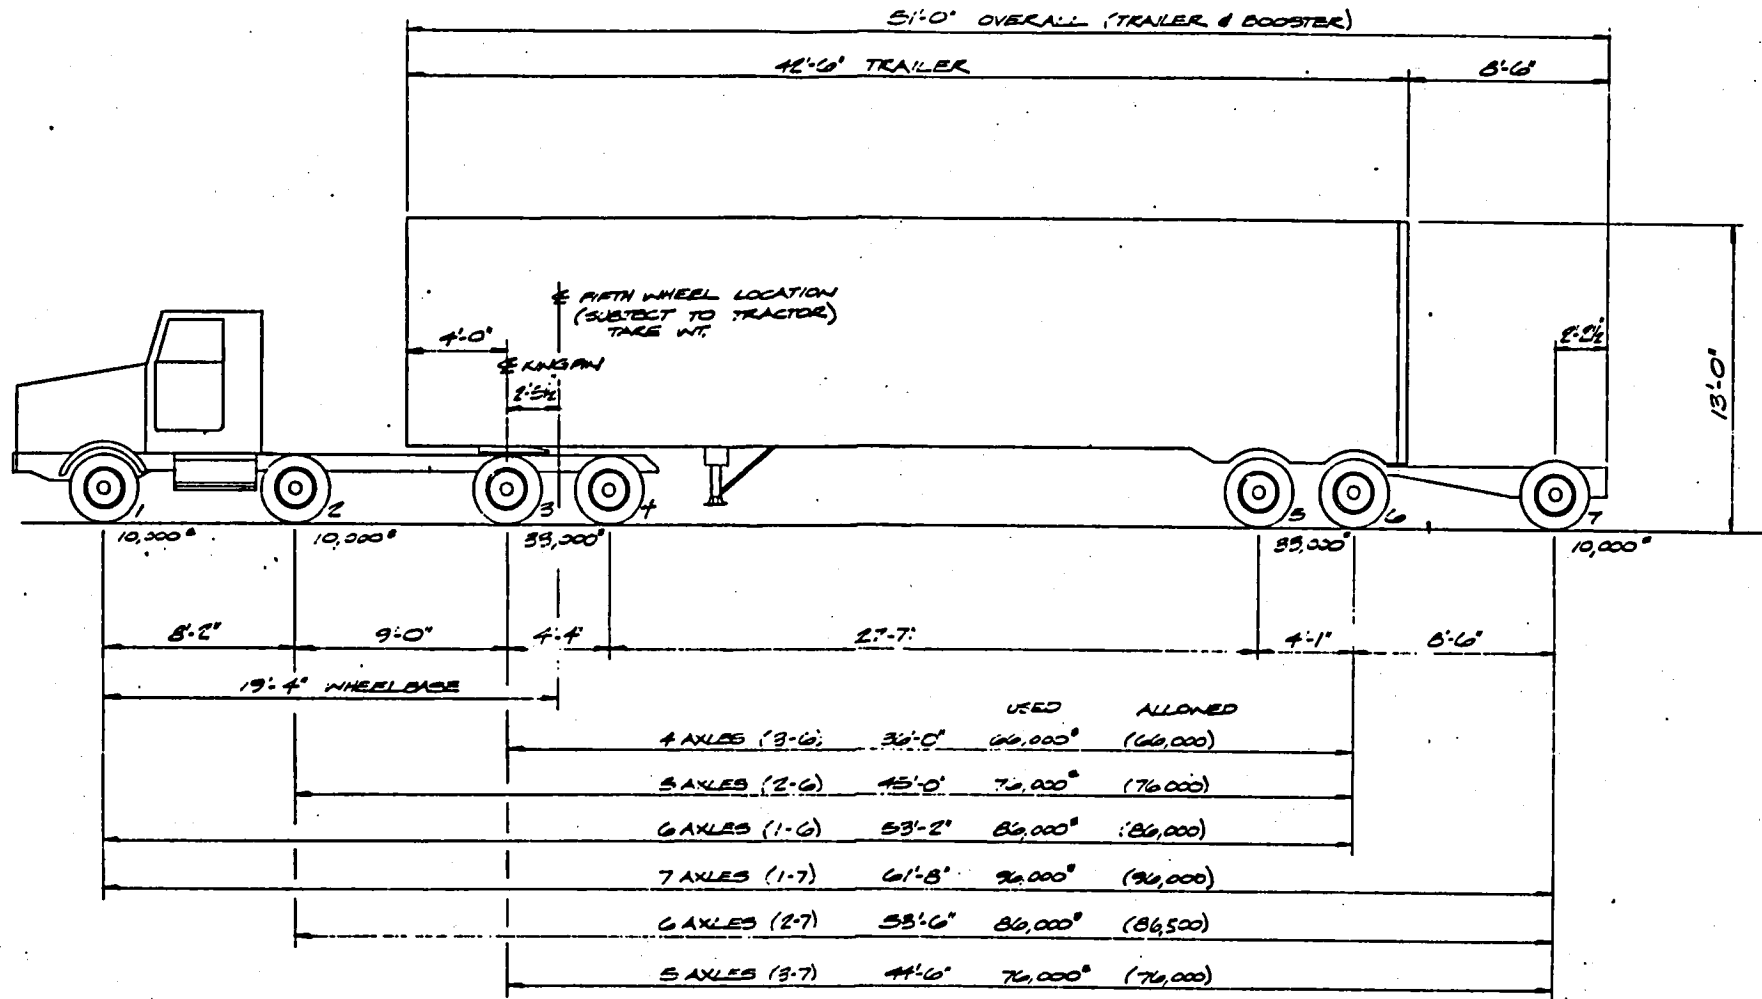 51'-0" OVERALL (TRAILER & BOOSTER)
42'-6" TRAILER
8'-6"
℄ FIFTH WHEEL LOCATION
(SUBJECT TO TRACTOR)
TARE WT.
4'-0"
℄ KINGPIN
2'-5½"
2'-2½"
13'-0"
1 2 3 4 5 6 7
10,000# 10,000# 33,000# 33,000# 10,000#
8'-2" 9'-0" 4'-4" 27'-7" 4'-1" 8'-6"
19'-4" WHEELBASE
USED ALLOWED
4 AXLES (3-6) 36'-0" 66,000# (66,000)
5 AXLES (2-6) 45'-0" 76,000# (76,000)
6 AXLES (1-6) 53'-2" 86,000# (86,000)
7 AXLES (1-7) 61'-8" 96,000# (96,000)
6 AXLES (2-7) 53'-6" 86,000# (86,500)
5 AXLES (3-7) 44'-6" 76,000# (76,000)